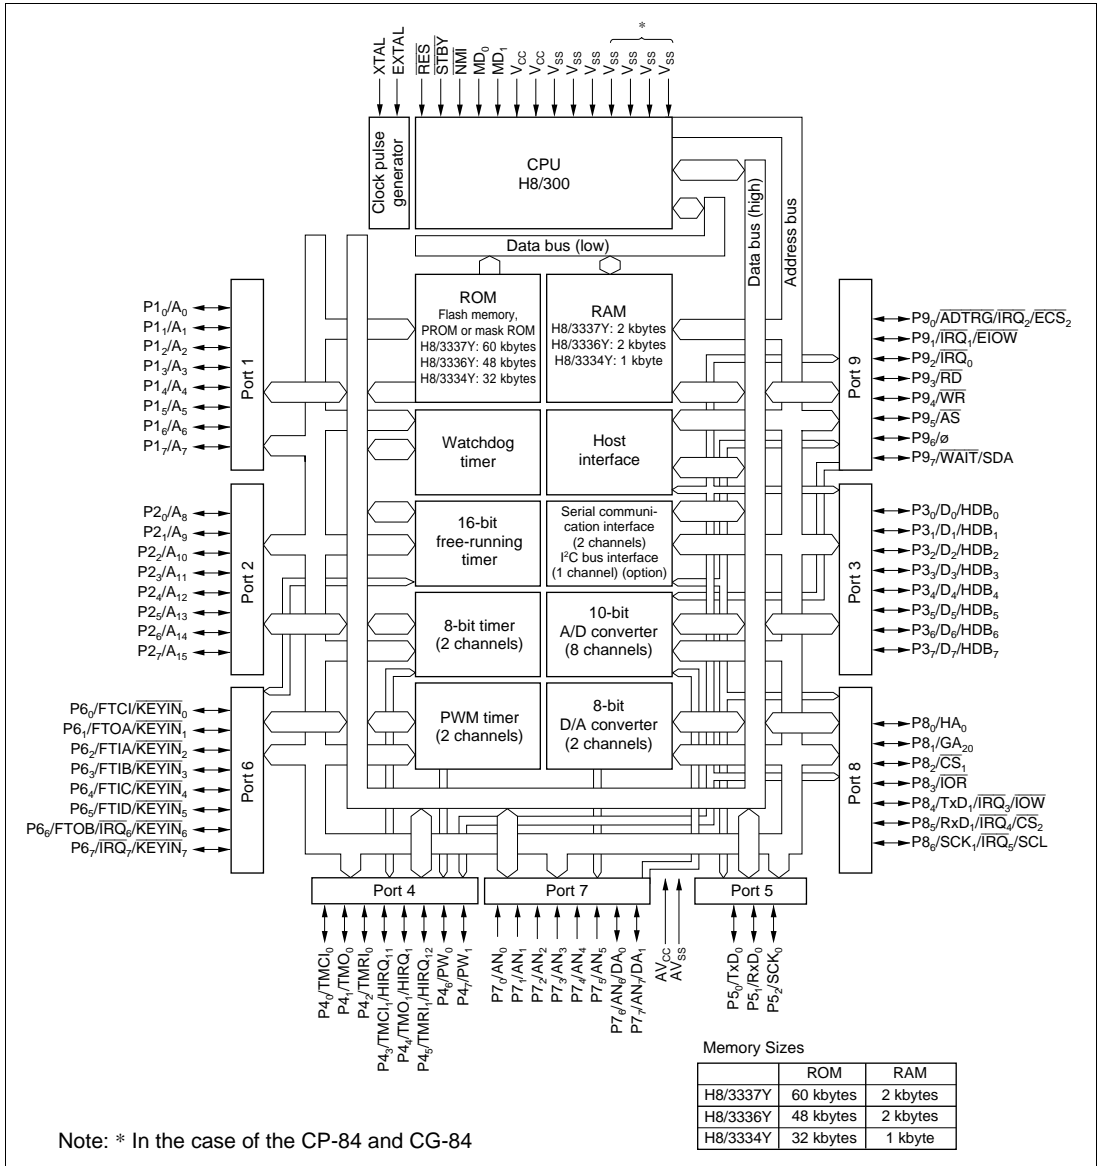 *
XTAL
EXTAL
RES
STBY
NMI
MD0
MD1
VCC
VCC
VSS
VSS
VSS
VSS
VSS
VSS
VSS
Clock pulse
generator
CPU
H8/300
Data bus (low)
Data bus (high)
Address bus
ROM
Flash memory,
PROM or mask ROM
H8/3337Y: 60 kbytes
H8/3336Y: 48 kbytes
H8/3334Y: 32 kbytes
RAM
H8/3337Y: 2 kbytes
H8/3336Y: 2 kbytes
H8/3334Y: 1 kbyte
Watchdog
timer
Host
interface
16-bit
free-running
timer
Serial communi-
cation interface
(2 channels)
I²C bus interface
(1 channel) (option)
8-bit timer
(2 channels)
10-bit
A/D converter
(8 channels)
PWM timer
(2 channels)
8-bit
D/A converter
(2 channels)
P10/A0
P11/A1
P12/A2
P13/A3
P14/A4
P15/A5
P16/A6
P17/A7
Port 1
P20/A8
P21/A9
P22/A10
P23/A11
P24/A12
P25/A13
P26/A14
P27/A15
Port 2
P60/FTCI/KEYIN0
P61/FTOA/KEYIN1
P62/FTIA/KEYIN2
P63/FTIB/KEYIN3
P64/FTIC/KEYIN4
P65/FTID/KEYIN5
P66/FTOB/IRQ6/KEYIN6
P67/IRQ7/KEYIN7
Port 6
Port 9
P90/ADTRG/IRQ2/ECS2
P91/IRQ1/EIOW
P92/IRQ0
P93/RD
P94/WR
P95/AS
P96/ø
P97/WAIT/SDA
Port 3
P30/D0/HDB0
P31/D1/HDB1
P32/D2/HDB2
P33/D3/HDB3
P34/D4/HDB4
P35/D5/HDB5
P36/D6/HDB6
P37/D7/HDB7
Port 8
P80/HA0
P81/GA20
P82/CS1
P83/IOR
P84/TxD1/IRQ3/IOW
P85/RxD1/IRQ4/CS2
P86/SCK1/IRQ5/SCL
Port 4
P40/TMCI0
P41/TMO0
P42/TMRI0
P43/TMCI1/HIRQ11
P44/TMO1/HIRQ1
P45/TMRI1/HIRQ12
P46/PW0
P47/PW1
Port 7
P70/AN0
P71/AN1
P72/AN2
P73/AN3
P74/AN4
P75/AN5
P76/AN6/DA0
P77/AN7/DA1
AVCC
AVSS
Port 5
P50/TxD0
P51/RxD0
P52/SCK0
Memory Sizes
ROM RAM
H8/3337Y 60 kbytes 2 kbytes
H8/3336Y 48 kbytes 2 kbytes
H8/3334Y 32 kbytes 1 kbyte
Note: * In the case of the CP-84 and CG-84